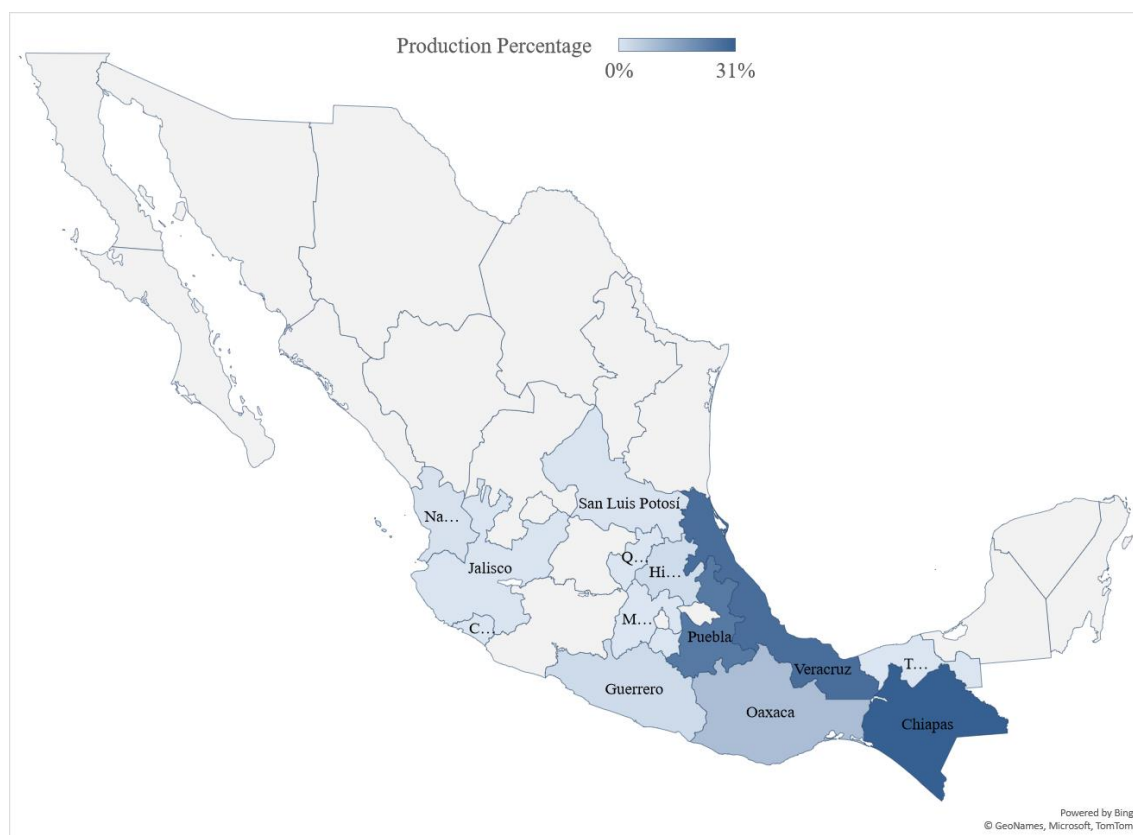 Production Percentage
0% 31%
San Luis Potosí
Na...
Q...
Jalisco
Hi...
C...
M...
Puebla
Veracruz
T...
Guerrero
Oaxaca
Chiapas
Powered by Bing
© GeoNames, Microsoft, TomTom